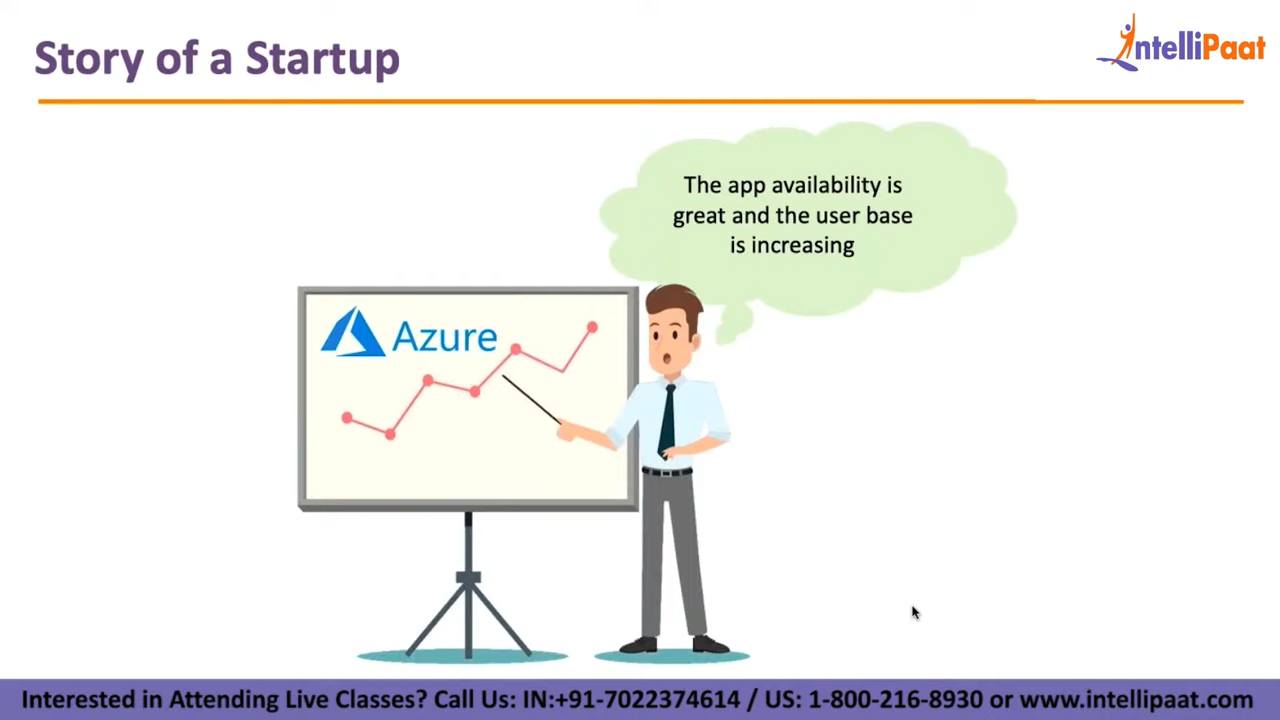 Story of a Startup
IntelliPaat
The app availability is
great and the user base
is increasing
Azure
Interested in Attending Live Classes? Call Us: IN:+91-7022374614 / US: 1-800-216-8930 or www.intellipaat.com